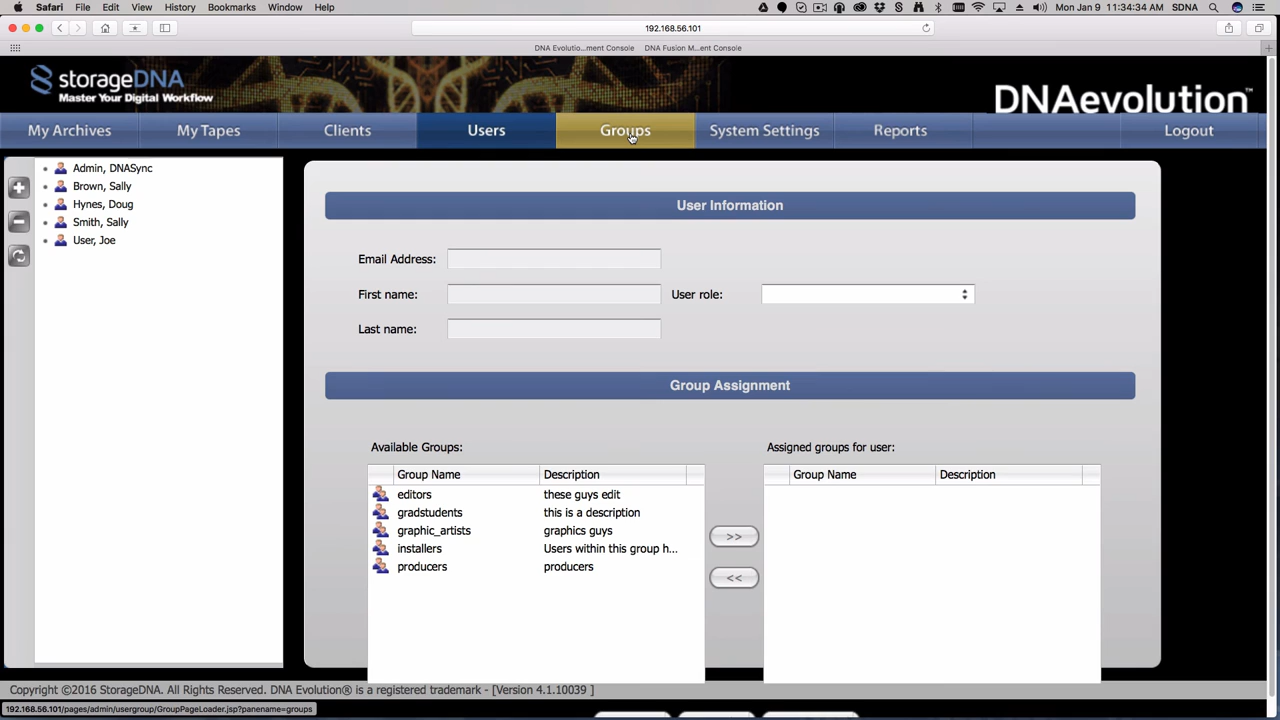 Safari File Edit View History Bookmarks Window Help Mon Jan 9 11:34:34 AM SDNA
192.168.56.101
DNA Evolutio...ment Console DNA Fusion M...ent Console
storageDNA
Master Your Digital Workflow
DNAevolution™
My Archives My Tapes Clients Users Groups System Settings Reports Logout
Admin, DNASync
Brown, Sally
Hynes, Doug
Smith, Sally
User, Joe
User Information
Email Address:
First name: User role:
Last name:
Group Assignment
Available Groups: Assigned groups for user:
Group Name Description Group Name Description
editors these guys edit
gradstudents this is a description
graphic_artists graphics guys
installers Users within this group h...
producers producers
>>
<<
Copyright ©2016 StorageDNA. All Rights Reserved. DNA Evolution® is a registered trademark - [Version 4.1.10039 ]
192.168.56.101/pages/admin/usergroup/GroupPageLoader.jsp?panename=groups